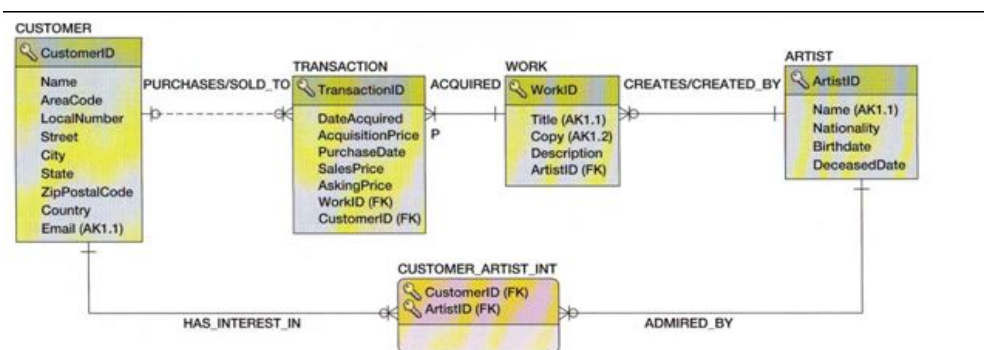 CUSTOMER
CustomerID
Name
AreaCode
LocalNumber
Street
City
State
ZipPostalCode
Country
Email (AK1.1)
PURCHASES/SOLD_TO
TRANSACTION
TransactionID
DateAcquired
AcquisitionPrice
PurchaseDate
SalesPrice
AskingPrice
WorkID (FK)
CustomerID (FK)
ACQUIRED
P
WORK
WorkID
Title (AK1.1)
Copy (AK1.2)
Description
ArtistID (FK)
CREATES/CREATED_BY
ARTIST
ArtistID
Name (AK1.1)
Nationality
Birthdate
DeceasedDate
CUSTOMER_ARTIST_INT
CustomerID (FK)
ArtistID (FK)
HAS_INTEREST_IN
ADMIRED_BY